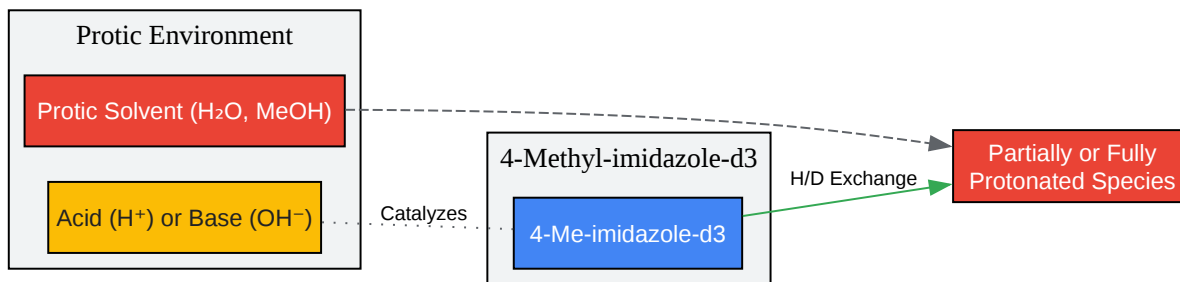 Protic Environment
Protic Solvent (H₂O, MeOH)
Acid (H⁺) or Base (OH⁻)
Catalyzes
4-Methyl-imidazole-d3
4-Me-imidazole-d3
H/D Exchange
Partially or Fully
Protonated Species